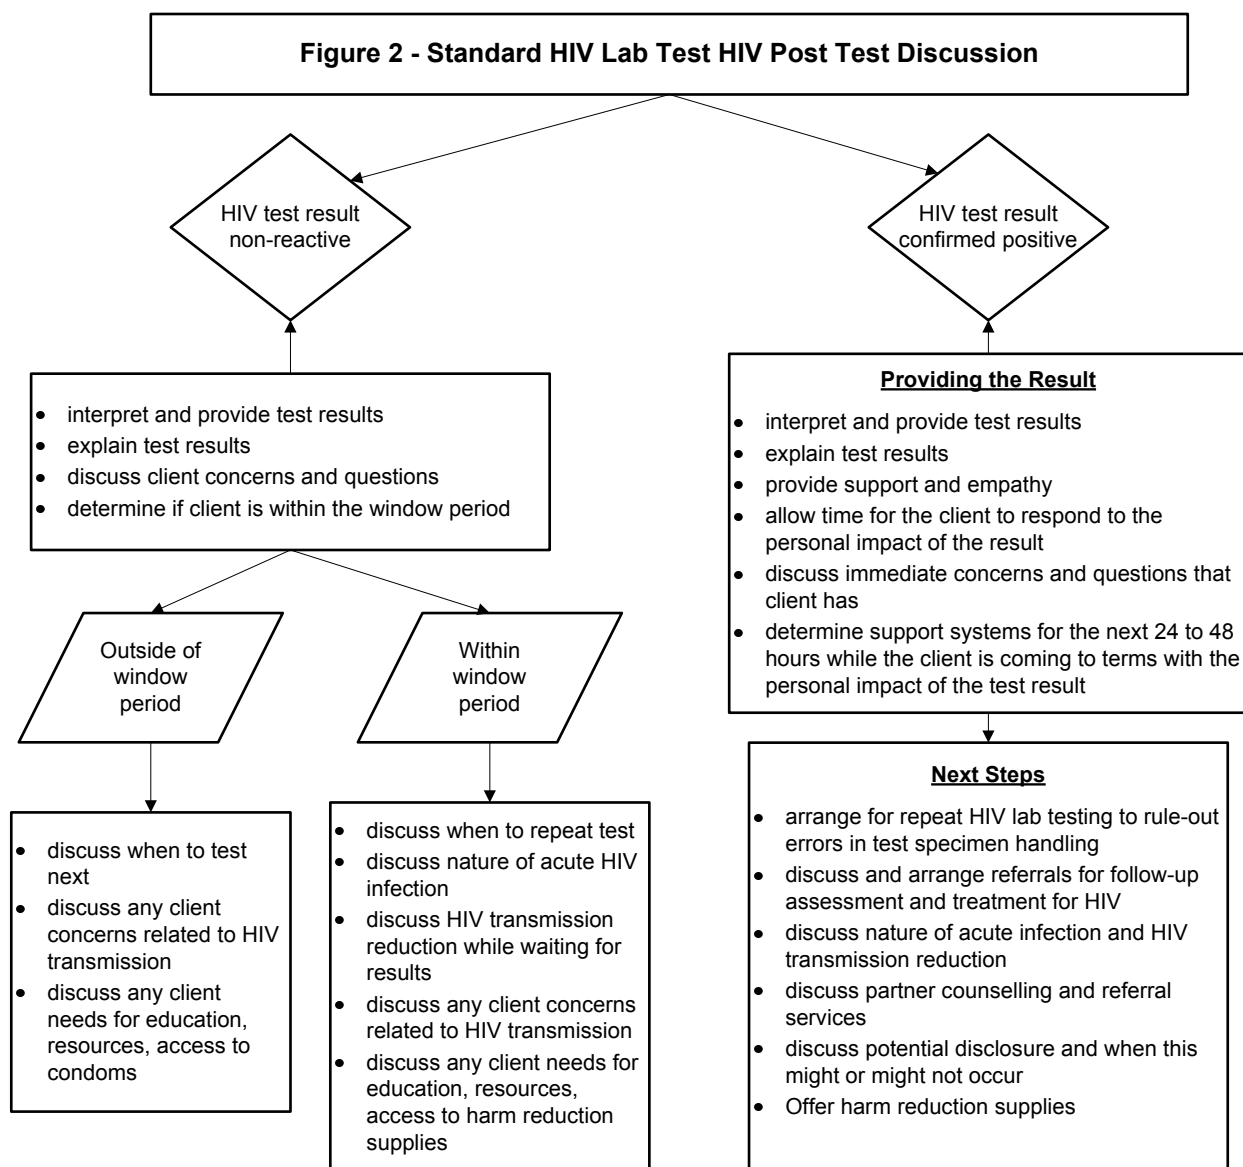 Figure 2 - Standard HIV Lab Test HIV Post Test Discussion
HIV test result
non-reactive
HIV test result
confirmed positive
• interpret and provide test results
• explain test results
• discuss client concerns and questions
• determine if client is within the window period
Providing the Result
• interpret and provide test results
• explain test results
• provide support and empathy
• allow time for the client to respond to the
personal impact of the result
• discuss immediate concerns and questions that
client has
• determine support systems for the next 24 to 48
hours while the client is coming to terms with the
personal impact of the test result
Outside of
window
period
Within
window
period
• discuss when to test
next
• discuss any client
concerns related to HIV
transmission
• discuss any client
needs for education,
resources, access to
condoms
• discuss when to repeat test
• discuss nature of acute HIV
infection
• discuss HIV transmission
reduction while waiting for
results
• discuss any client concerns
related to HIV transmission
• discuss any client needs for
education, resources,
access to harm reduction
supplies
Next Steps
• arrange for repeat HIV lab testing to rule-out
errors in test specimen handling
• discuss and arrange referrals for follow-up
assessment and treatment for HIV
• discuss nature of acute infection and HIV
transmission reduction
• discuss partner counselling and referral
services
• discuss potential disclosure and when this
might or might not occur
• Offer harm reduction supplies